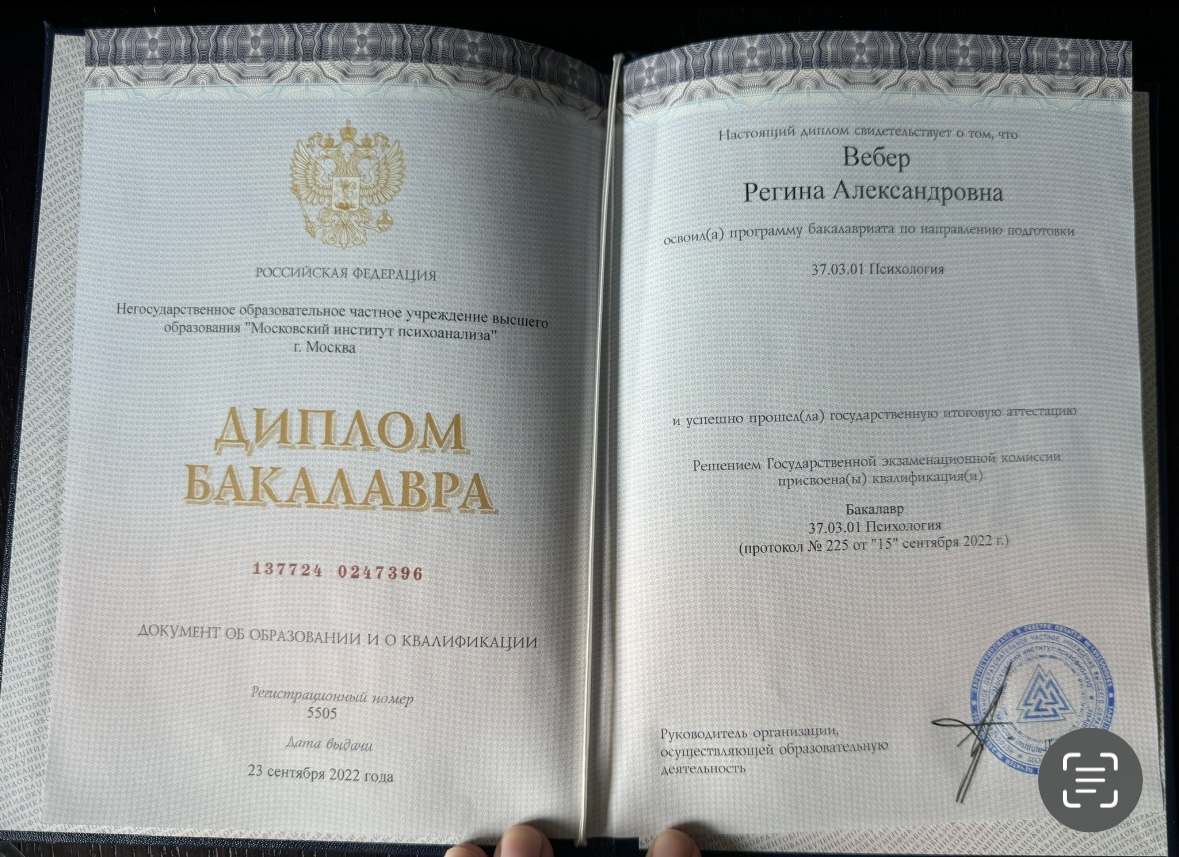 РОССИЙСКАЯ ФЕДЕРАЦИЯ
Негосударственное образовательное частное учреждение высшего
образования "Московский институт психоанализа"
г. Москва
ДИПЛОМ
БАКАЛАВРА
137724 0247396
ДОКУМЕНТ ОБ ОБРАЗОВАНИИ И О КВАЛИФИКАЦИИ
Регистрационный номер
5505
Дата выдачи
23 сентября 2022 года
Настоящий диплом свидетельствует о том, что
Вебер
Регина Александровна
освоил(а) программу бакалавриата по направлению подготовки
37.03.01 Психология
и успешно прошел(ла) государственную итоговую аттестацию
Решением Государственной экзаменационной комиссии
присвоена(ы) квалификация(и)
Бакалавр
37.03.01 Психология
(протокол № 225 от "15" сентября 2022 г.)
Руководитель организации,
осуществляющей образовательную
деятельность